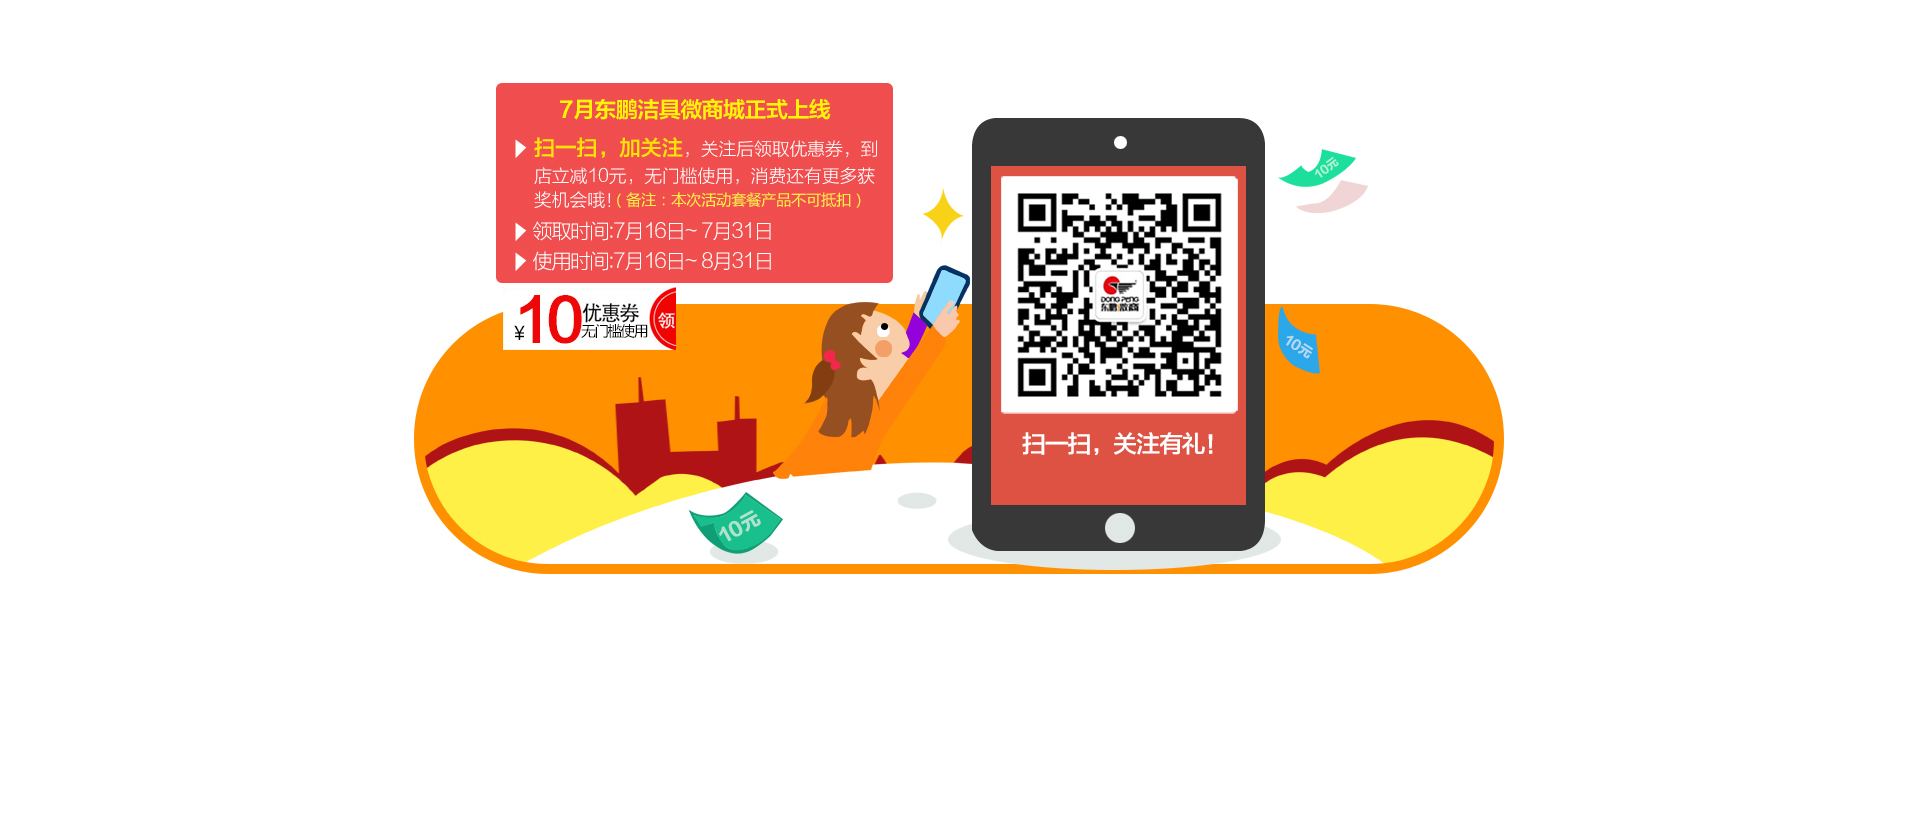 7月东鹏洁具微商城正式上线
扫一扫，加关注，关注后领取优惠券，到
店立减10元，无门槛使用，消费还有更多获
奖机会哦!(备注：本次活动套餐产品不可抵扣)
领取时间:7月16日~7月31日
使用时间:7月16日~8月31日
¥10优惠券
无门槛使用
领
10元
10元
10元
DONG PENG
东鹏微商
扫一扫，关注有礼!